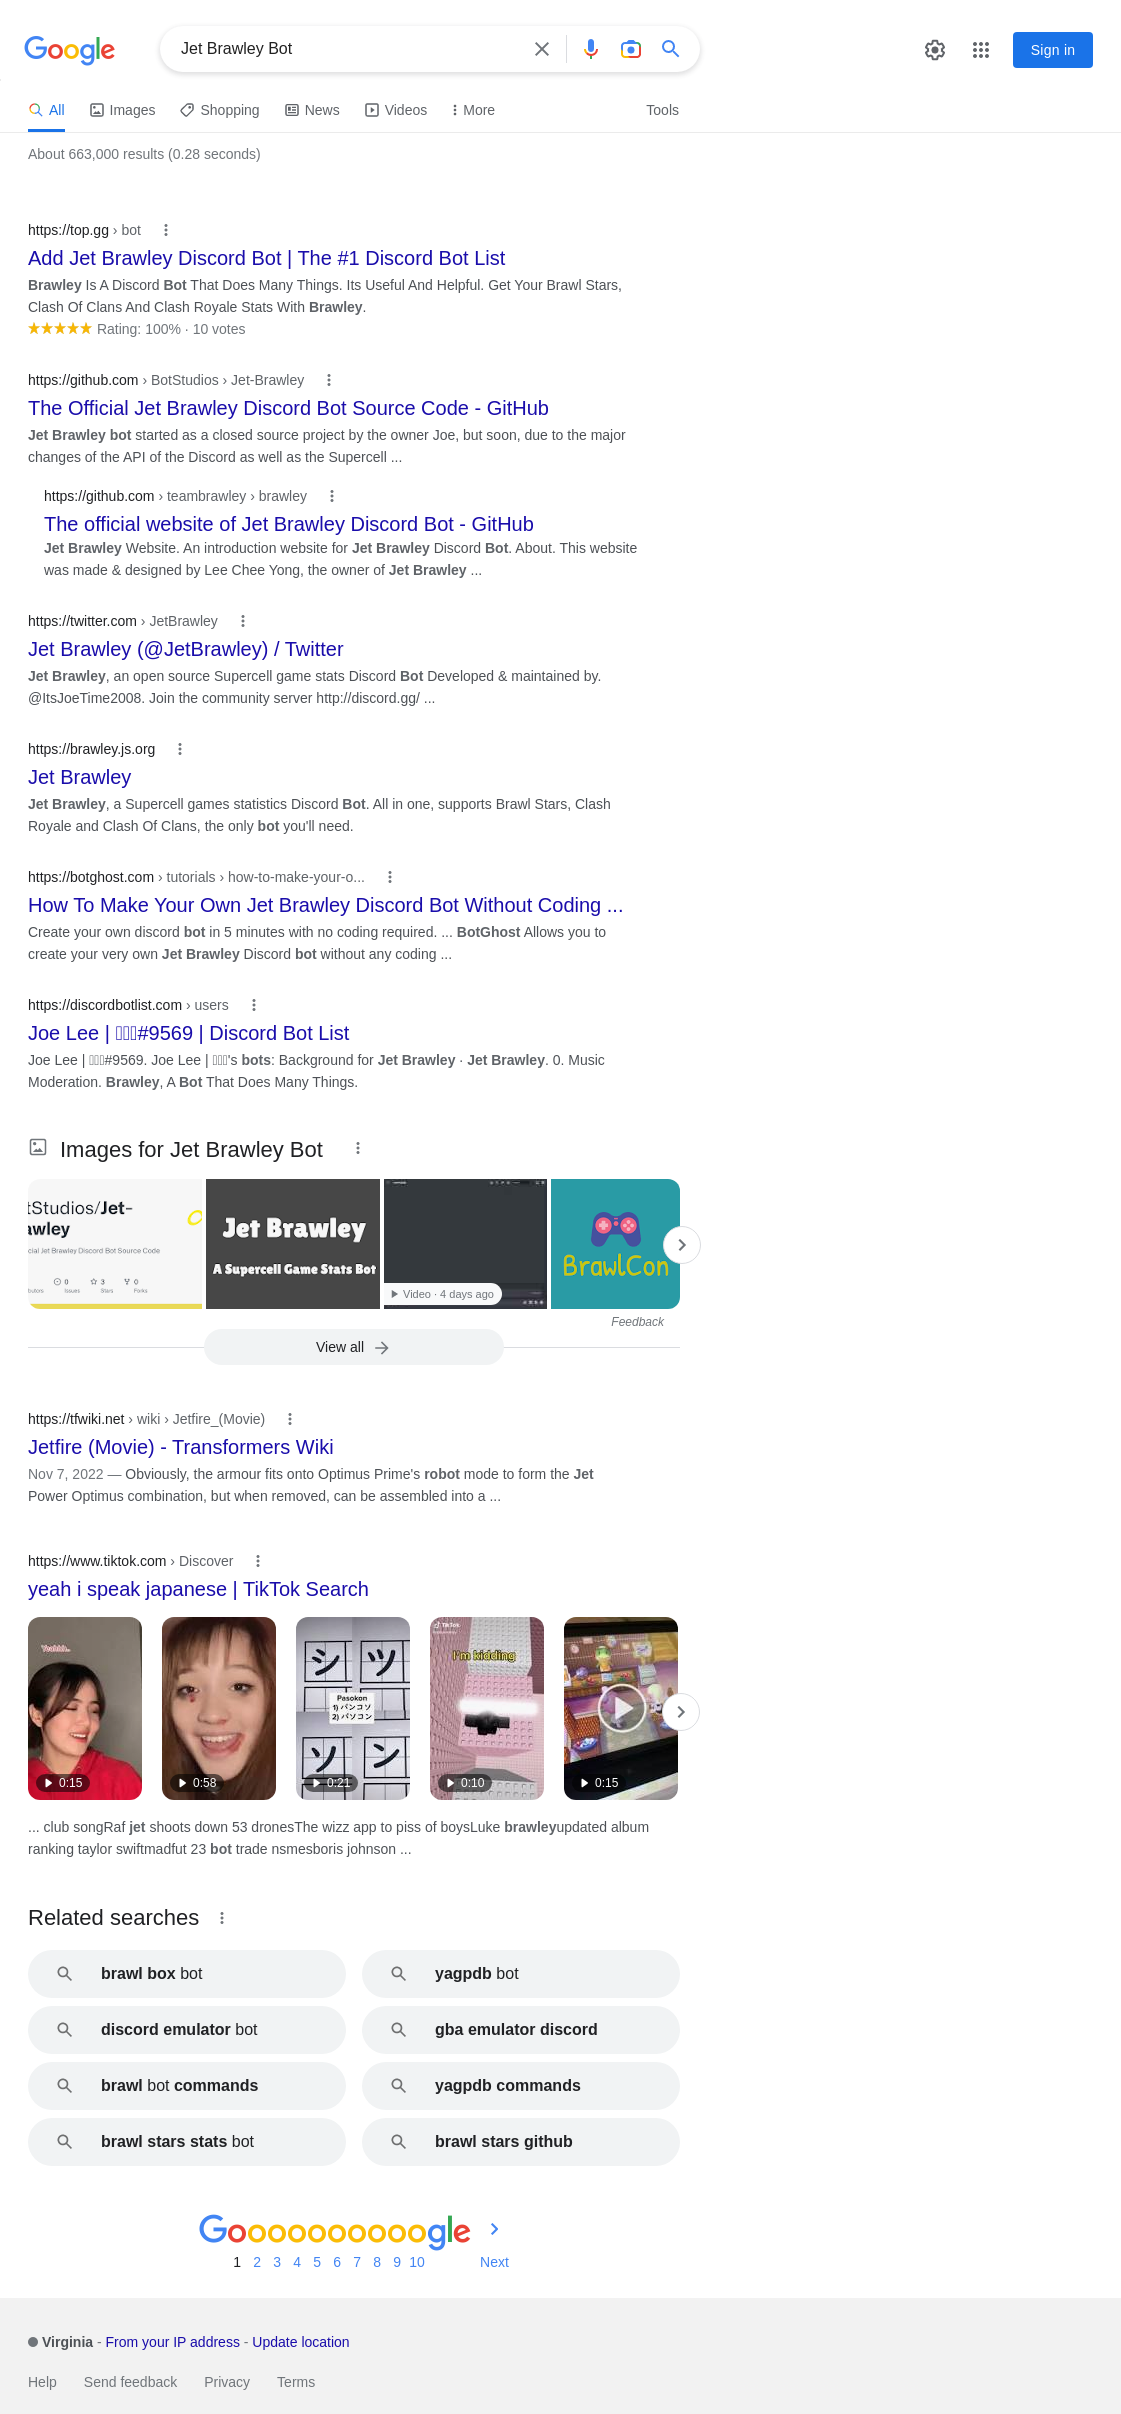 Google
Jet Brawley Bot
Sign in
All Images Shopping News Videos More Tools
About 663,000 results (0.28 seconds)
https://top.gg › bot
Add Jet Brawley Discord Bot | The #1 Discord Bot List
Brawley Is A Discord Bot That Does Many Things. Its Useful And Helpful. Get Your Brawl Stars,
Clash Of Clans And Clash Royale Stats With Brawley.
Rating: 100% · 10 votes
https://github.com › BotStudios › Jet-Brawley
The Official Jet Brawley Discord Bot Source Code - GitHub
Jet Brawley bot started as a closed source project by the owner Joe, but soon, due to the major
changes of the API of the Discord as well as the Supercell ...
https://github.com › teambrawley › brawley
The official website of Jet Brawley Discord Bot - GitHub
Jet Brawley Website. An introduction website for Jet Brawley Discord Bot. About. This website
was made & designed by Lee Chee Yong, the owner of Jet Brawley ...
https://twitter.com › JetBrawley
Jet Brawley (@JetBrawley) / Twitter
Jet Brawley, an open source Supercell game stats Discord Bot Developed & maintained by.
@ItsJoeTime2008. Join the community server http://discord.gg/ ...
https://brawley.js.org
Jet Brawley
Jet Brawley, a Supercell games statistics Discord Bot. All in one, supports Brawl Stars, Clash
Royale and Clash Of Clans, the only bot you'll need.
https://botghost.com › tutorials › how-to-make-your-o...
How To Make Your Own Jet Brawley Discord Bot Without Coding ...
Create your own discord bot in 5 minutes with no coding required. ... BotGhost Allows you to
create your very own Jet Brawley Discord bot without any coding ...
https://discordbotlist.com › users
Joe Lee | #9569 | Discord Bot List
Joe Lee | #9569. Joe Lee | 's bots: Background for Jet Brawley · Jet Brawley. 0. Music
Moderation. Brawley, A Bot That Does Many Things.
Images for Jet Brawley Bot
tStudios/Jet-
awley
cial Jet Brawley Discord Bot Source Code
0 3 0
butors Issues Stars Forks
Jet Brawley
A Supercell Game Stats Bot
Video · 4 days ago
BrawlCon
Feedback
View all
https://tfwiki.net › wiki › Jetfire_(Movie)
Jetfire (Movie) - Transformers Wiki
Nov 7, 2022 — Obviously, the armour fits onto Optimus Prime's robot mode to form the Jet
Power Optimus combination, but when removed, can be assembled into a ...
https://www.tiktok.com › Discover
yeah i speak japanese | TikTok Search
Yeahhh..
0:15
0:58
シ ツ
Pasokon
1) パンコソ
2) パソコン
ソ ン
0:21
TikTok
I'm kidding
0:10
0:15
... club songRaf jet shoots down 53 dronesThe wizz app to piss of boysLuke brawleyupdated album
ranking taylor swiftmadfut 23 bot trade nsmesboris johnson ...
Related searches
brawl box bot
yagpdb bot
discord emulator bot
gba emulator discord
brawl bot commands
yagpdb commands
brawl stars stats bot
brawl stars github
Goooooooooogle
1 2 3 4 5 6 7 8 9 10 Next
Virginia - From your IP address - Update location
Help Send feedback Privacy Terms